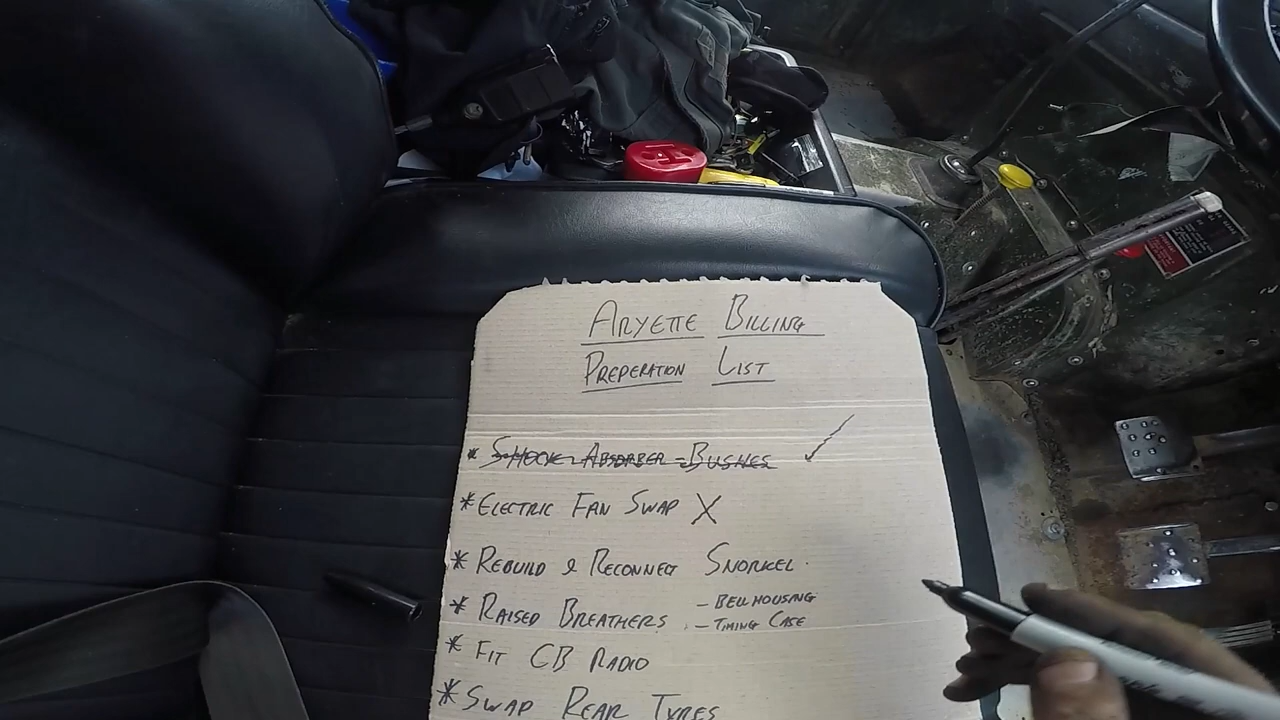 ARYETTE BILLING
PREPERATION LIST
* SHOCK ABSORBER BUSHES ✓
* ELECTRIC FAN SWAP X
* REBUILD & RECONNECT SNORKEL.
* RAISED BREATHERS - BELLHOUSING
- TIMING CASE
* FIT CB RADIO
* SWAP REAR TYRES